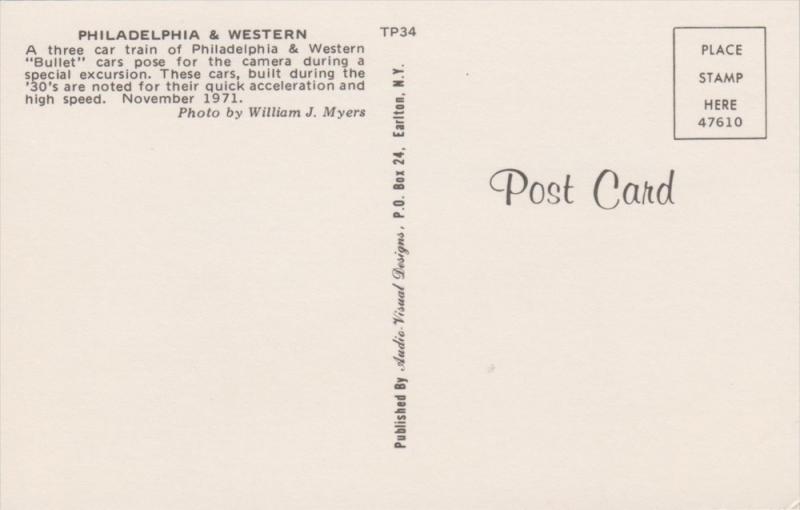 PHILADELPHIA & WESTERN
A three car train of Philadelphia & Western
"Bullet" cars pose for the camera during a
special excursion. These cars, built during the
'30's are noted for their quick acceleration and
high speed. November 1971.
Photo by William J. Myers
TP34
Published By Audio-Visual Designs, P.O. Box 24, Earlton, N.Y.
PLACE
STAMP
HERE
47610
Post Card